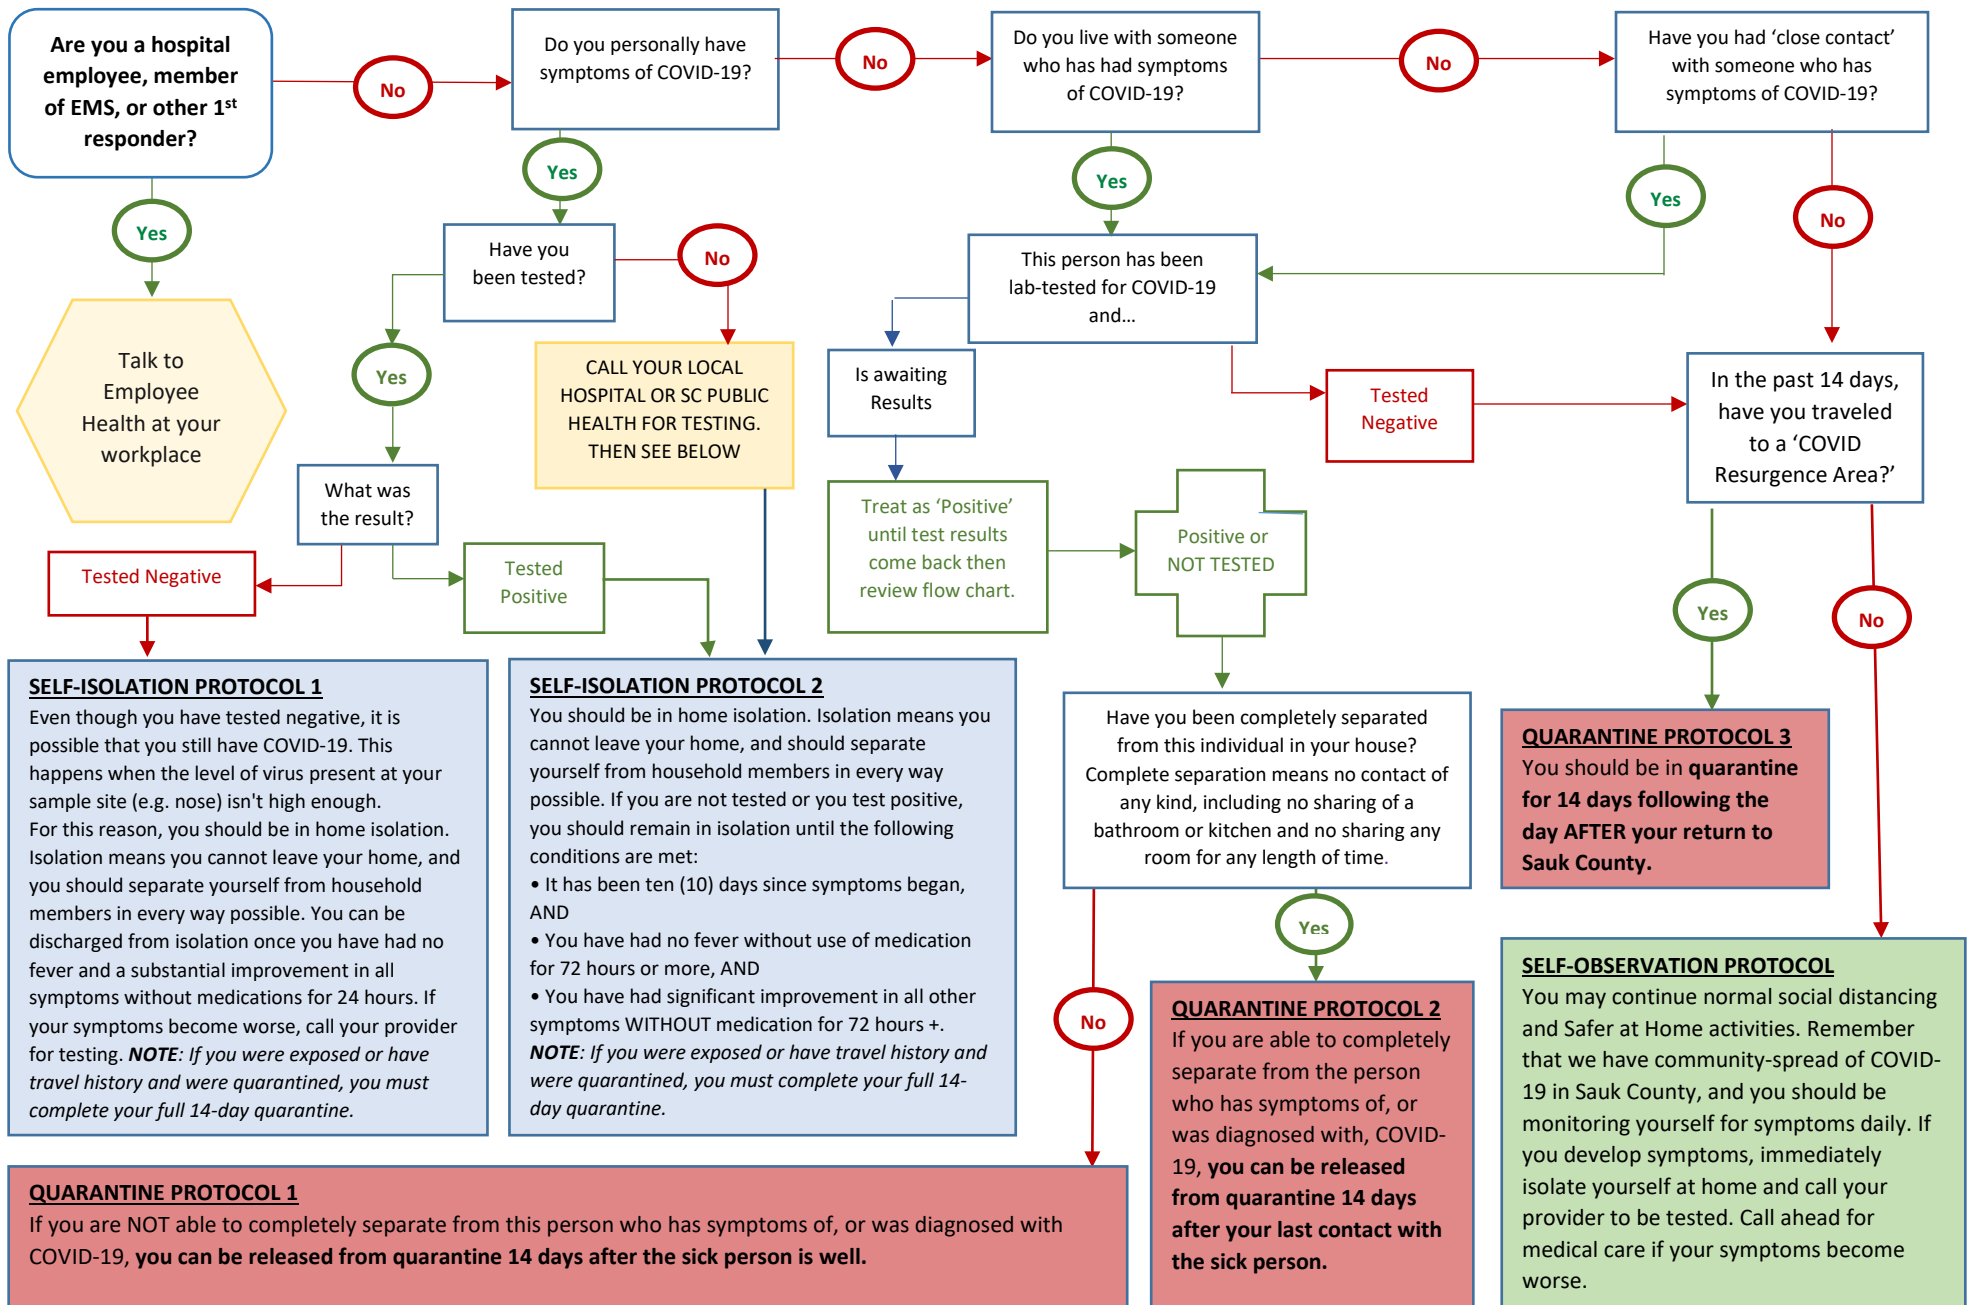 Are you a hospital
employee, member
of EMS, or other 1st
responder?
No
Do you personally have
symptoms of COVID-19?
No
Do you live with someone
who has had symptoms
of COVID-19?
No
Have you had ‘close contact’
with someone who has
symptoms of COVID-19?
Yes
Yes
Yes
Yes
No
Talk to
Employee
Health at your
workplace
Have you
been tested?
No
Yes
CALL YOUR LOCAL
HOSPITAL OR SC PUBLIC
HEALTH FOR TESTING.
THEN SEE BELOW
What was
the result?
Tested Negative
Tested
Positive
This person has been
lab-tested for COVID-19
and...
Is awaiting
Results
Tested
Negative
Treat as ‘Positive’
until test results
come back then
review flow chart.
Positive or
NOT TESTED
In the past 14 days,
have you traveled
to a ‘COVID
Resurgence Area?’
Yes
No
SELF-ISOLATION PROTOCOL 1
Even though you have tested negative, it is
possible that you still have COVID-19. This
happens when the level of virus present at your
sample site (e.g. nose) isn't high enough.
For this reason, you should be in home isolation.
Isolation means you cannot leave your home, and
you should separate yourself from household
members in every way possible. You can be
discharged from isolation once you have had no
fever and a substantial improvement in all
symptoms without medications for 24 hours. If
your symptoms become worse, call your provider
for testing. NOTE: If you were exposed or have
travel history and were quarantined, you must
complete your full 14-day quarantine.
SELF-ISOLATION PROTOCOL 2
You should be in home isolation. Isolation means you
cannot leave your home, and should separate
yourself from household members in every way
possible. If you are not tested or you test positive,
you should remain in isolation until the following
conditions are met:
• It has been ten (10) days since symptoms began,
AND
• You have had no fever without use of medication
for 72 hours or more, AND
• You have had significant improvement in all other
symptoms WITHOUT medication for 72 hours +.
NOTE: If you were exposed or have travel history and
were quarantined, you must complete your full 14-
day quarantine.
Have you been completely separated
from this individual in your house?
Complete separation means no contact of
any kind, including no sharing of a
bathroom or kitchen and no sharing any
room for any length of time.
No
Yes
QUARANTINE PROTOCOL 3
You should be in quarantine
for 14 days following the
day AFTER your return to
Sauk County.
QUARANTINE PROTOCOL 2
If you are able to completely
separate from the person
who has symptoms of, or
was diagnosed with, COVID-
19, you can be released
from quarantine 14 days
after your last contact with
the sick person.
SELF-OBSERVATION PROTOCOL
You may continue normal social distancing
and Safer at Home activities. Remember
that we have community-spread of COVID-
19 in Sauk County, and you should be
monitoring yourself for symptoms daily. If
you develop symptoms, immediately
isolate yourself at home and call your
provider to be tested. Call ahead for
medical care if your symptoms become
worse.
QUARANTINE PROTOCOL 1
If you are NOT able to completely separate from this person who has symptoms of, or was diagnosed with
COVID-19, you can be released from quarantine 14 days after the sick person is well.